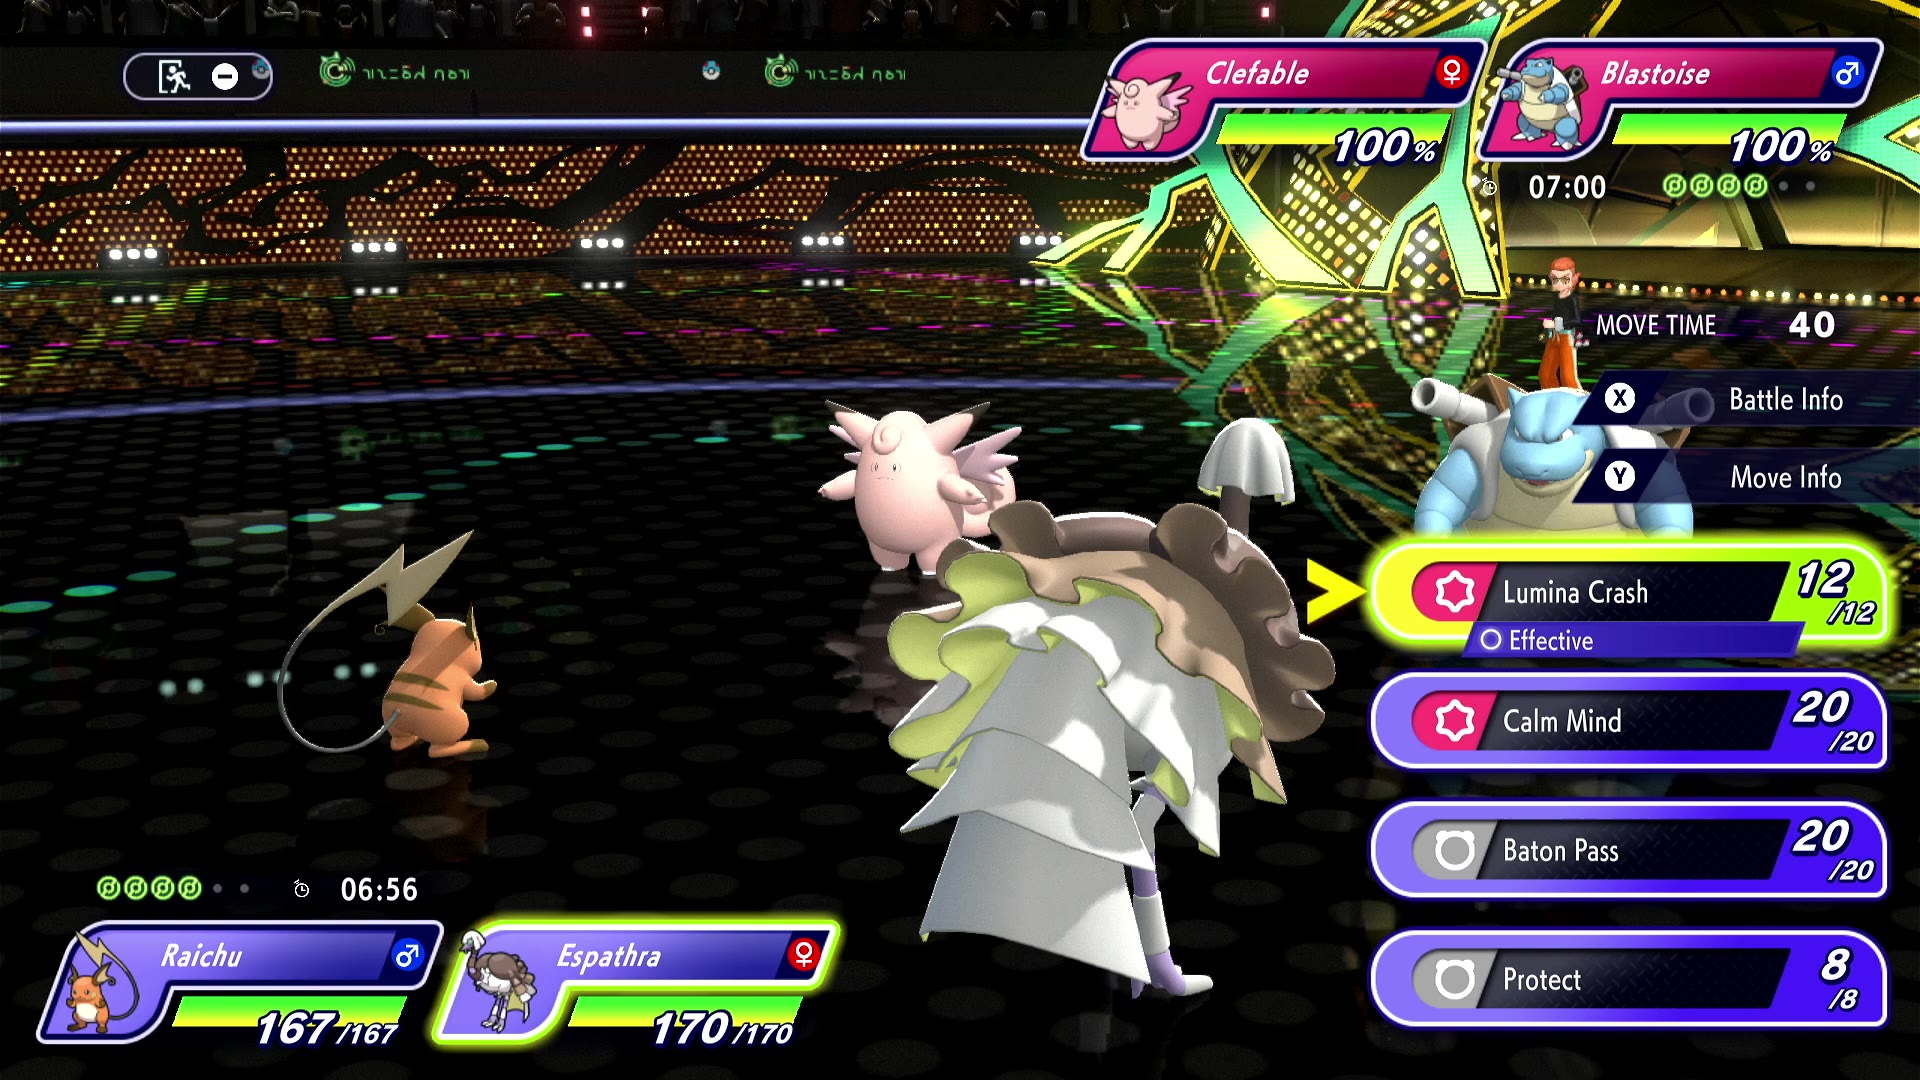 Clefable
100%
Blastoise
100%
07:00
MOVE TIME 40
X Battle Info
Y Move Info
Lumina Crash 12/12
Effective
Calm Mind 20/20
Baton Pass 20/20
Protect 8/8
06:56
Raichu
167/167
Espathra
170/170